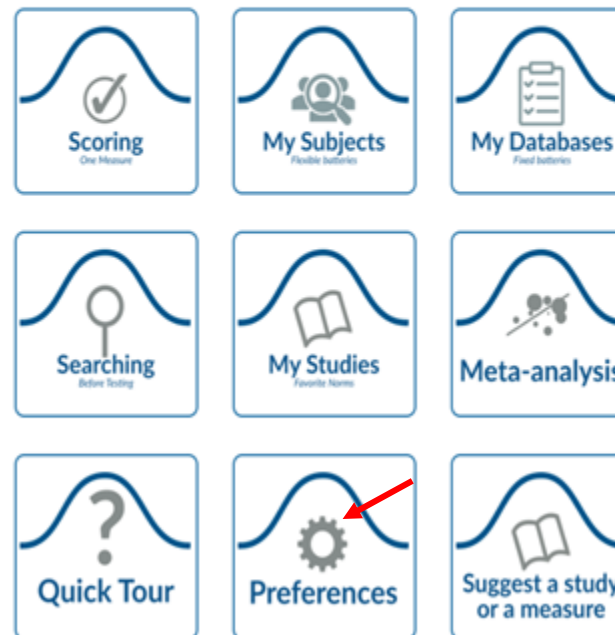 Scoring
One Measure
My Subjects
Flexible batteries
My Databases
Fixed batteries
Searching
Before Testing
My Studies
Favorite Norms
Meta-analysis
Quick Tour
Preferences
Suggest a study
or a measure